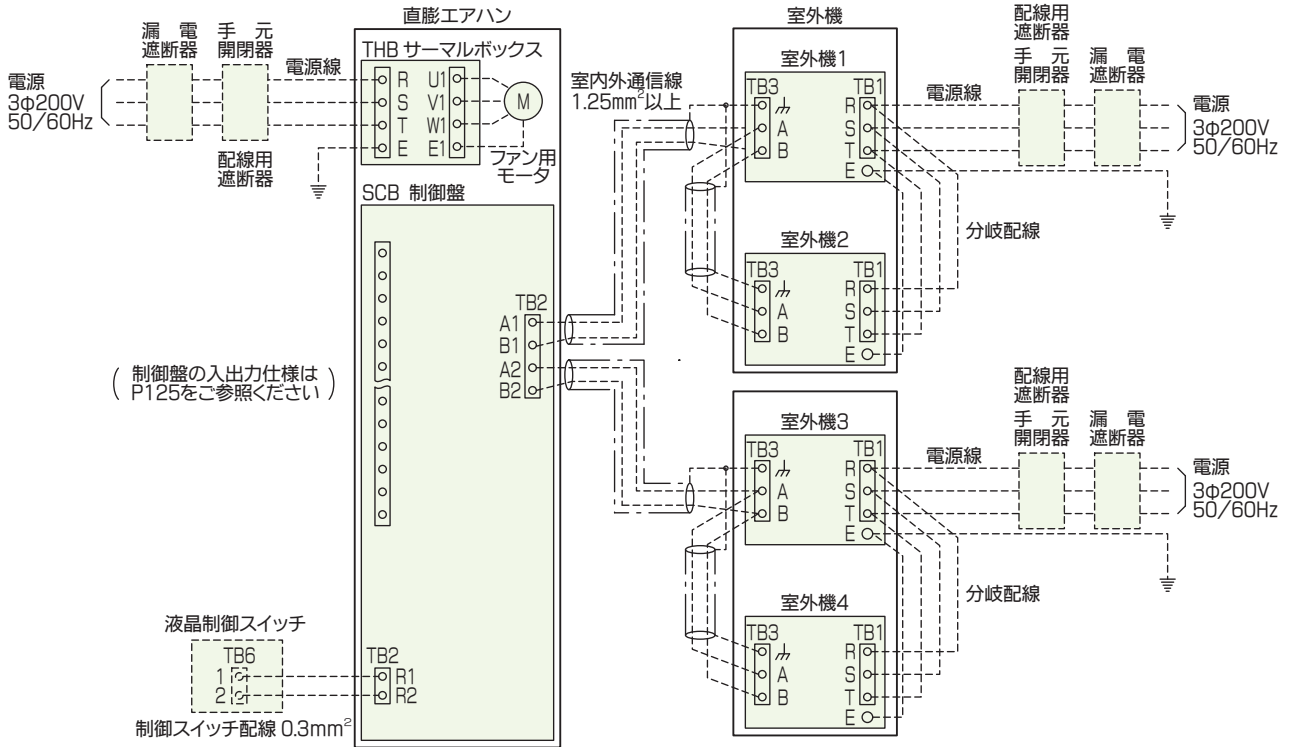 直膨エアハン
漏 電
遮断器
手 元
開閉器
電源
3φ200V
50/60Hz
電源線
配線用
遮断器
THB サーマルボックス
R
S
T
E
U1
V1
W1
E1
M
ファン用
モータ
SCB 制御盤
TB2
A1
B1
A2
B2
( 制御盤の入出力仕様は
P125をご参照ください )
液晶制御スイッチ
TB6
1
2
制御スイッチ配線 0.3mm²
TB2
R1
R2
室内外通信線
1.25mm²以上
室外機
室外機1
TB3
A
B
TB1
R
S
T
E
電源線
配線用
遮断器
手 元
開閉器
漏 電
遮断器
電源
3φ200V
50/60Hz
分岐配線
室外機2
TB3
A
B
TB1
R
S
T
E
室外機3
TB3
A
B
TB1
R
S
T
E
電源線
配線用
遮断器
手 元
開閉器
漏 電
遮断器
電源
3φ200V
50/60Hz
分岐配線
室外機4
TB3
A
B
TB1
R
S
T
E